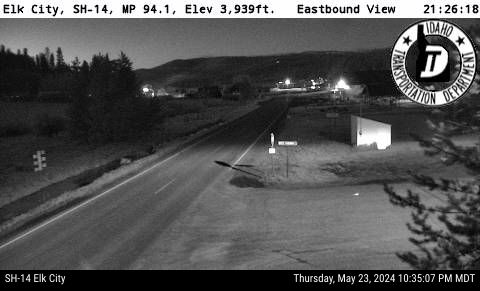 Elk City, SH-14, MP 94.1, Elev 3,939ft. Eastbound View 21:26:18
IDAHO
TRANSPORTATION DEPARTMENT
SH-14 Elk City Thursday, May 23, 2024 10:35:07 PM MDT